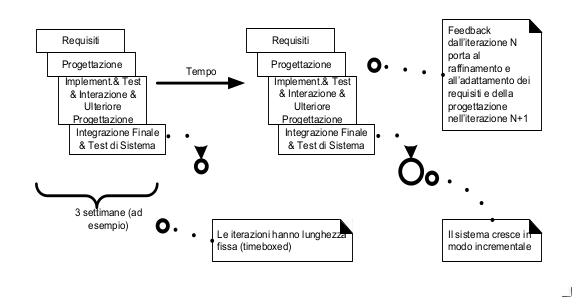 Requisiti
Progettazione
Implement.& Test
& Interazione &
Ulteriore
Progettazione
Integrazione Finale
& Test di Sistema
Tempo
Requisiti
Progettazione
Implement.& Test
& Interazione &
Ulteriore
Progettazione
Integrazione Finale
& Test di Sistema
Feedback
dall'iterazione N
porta al
raffinamento e
all'adattamento dei
requisiti e della
progettazione
nell'iterazione N+1
3 settimane (ad
esempio)
Le iterazioni hanno lunghezza
fissa (timeboxed)
Il sistema cresce in
modo incrementale